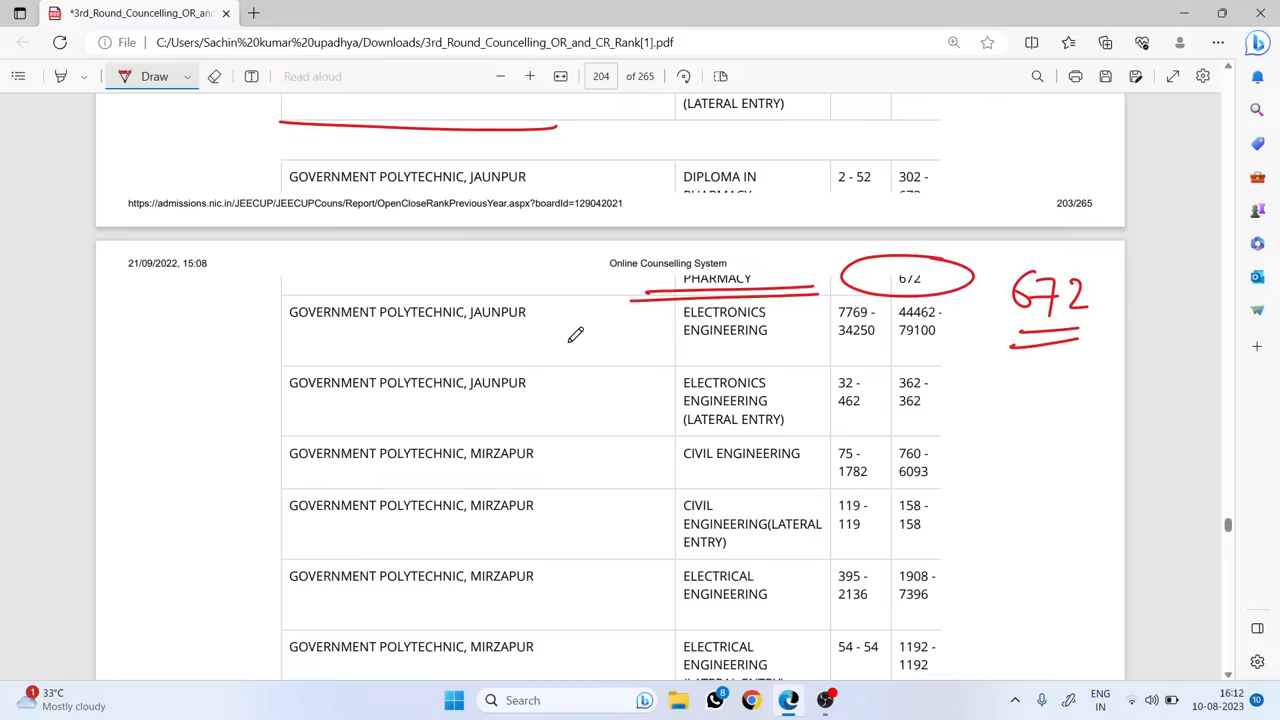 *3rd_Round_Councelling_OR_and
File
C:/Users/Sachin%20kumar%20upadhya/Downloads/3rd_Round_Councelling_OR_and_CR_Rank[1].pdf
Draw
Read aloud
204 of 265
(LATERAL ENTRY)
GOVERNMENT POLYTECHNIC, JAUNPUR DIPLOMA IN 2 - 52 302 -
https://admissions.nic.in/JEECUP/JEECUPCouns/Report/OpenCloseRankPreviousYear.aspx?boardId=129042021 203/265
21/09/2022, 15:08 Online Counselling System
PHARMACY 672
672
GOVERNMENT POLYTECHNIC, JAUNPUR ELECTRONICS 7769 - 44462 -
ENGINEERING 34250 79100
GOVERNMENT POLYTECHNIC, JAUNPUR ELECTRONICS 32 - 362 -
ENGINEERING 462 362
(LATERAL ENTRY)
GOVERNMENT POLYTECHNIC, MIRZAPUR CIVIL ENGINEERING 75 - 760 -
1782 6093
GOVERNMENT POLYTECHNIC, MIRZAPUR CIVIL 119 - 158 -
ENGINEERING(LATERAL 119 158
ENTRY)
GOVERNMENT POLYTECHNIC, MIRZAPUR ELECTRICAL 395 - 1908 -
ENGINEERING 2136 7396
GOVERNMENT POLYTECHNIC, MIRZAPUR ELECTRICAL 54 - 54 1192 -
ENGINEERING 1192
1 33°C
Mostly cloudy
Search
8
ENG
IN
16:12
10-08-2023
10